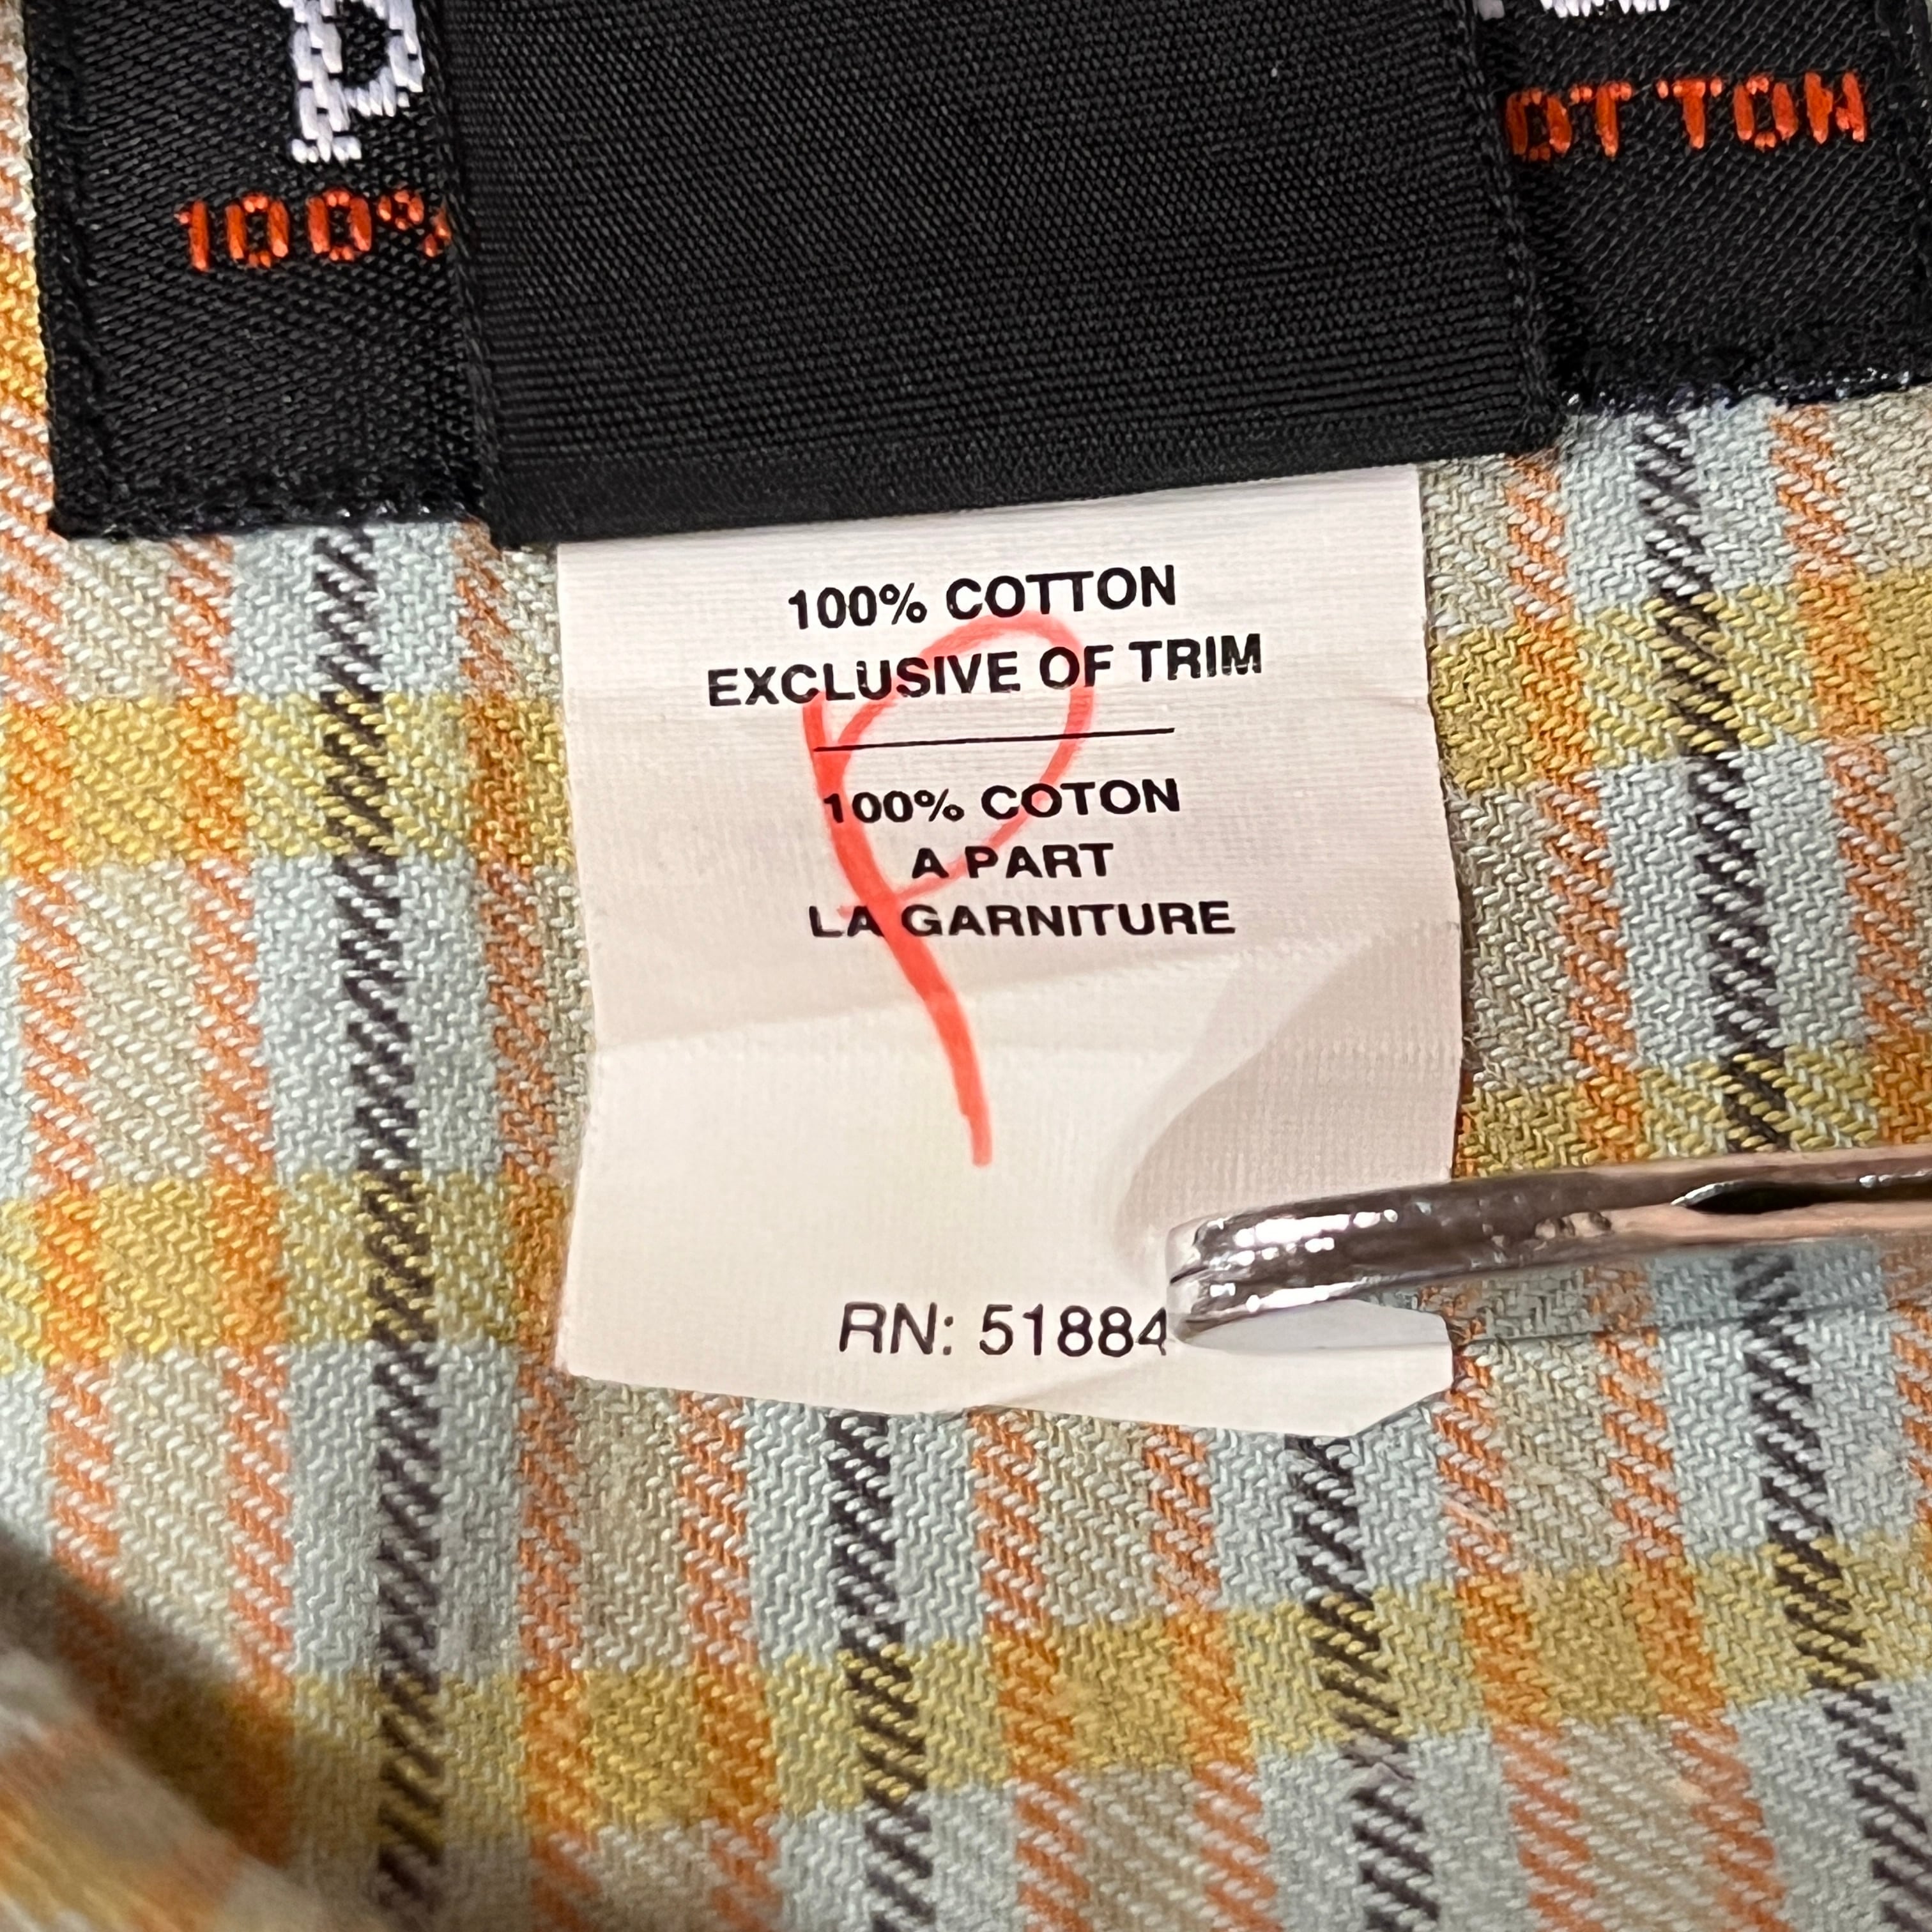 p
100%
OTTON
100% COTTON
EXCLUSIVE OF TRIM
100% COTON
A PART
LA GARNITURE
P
RN: 51884